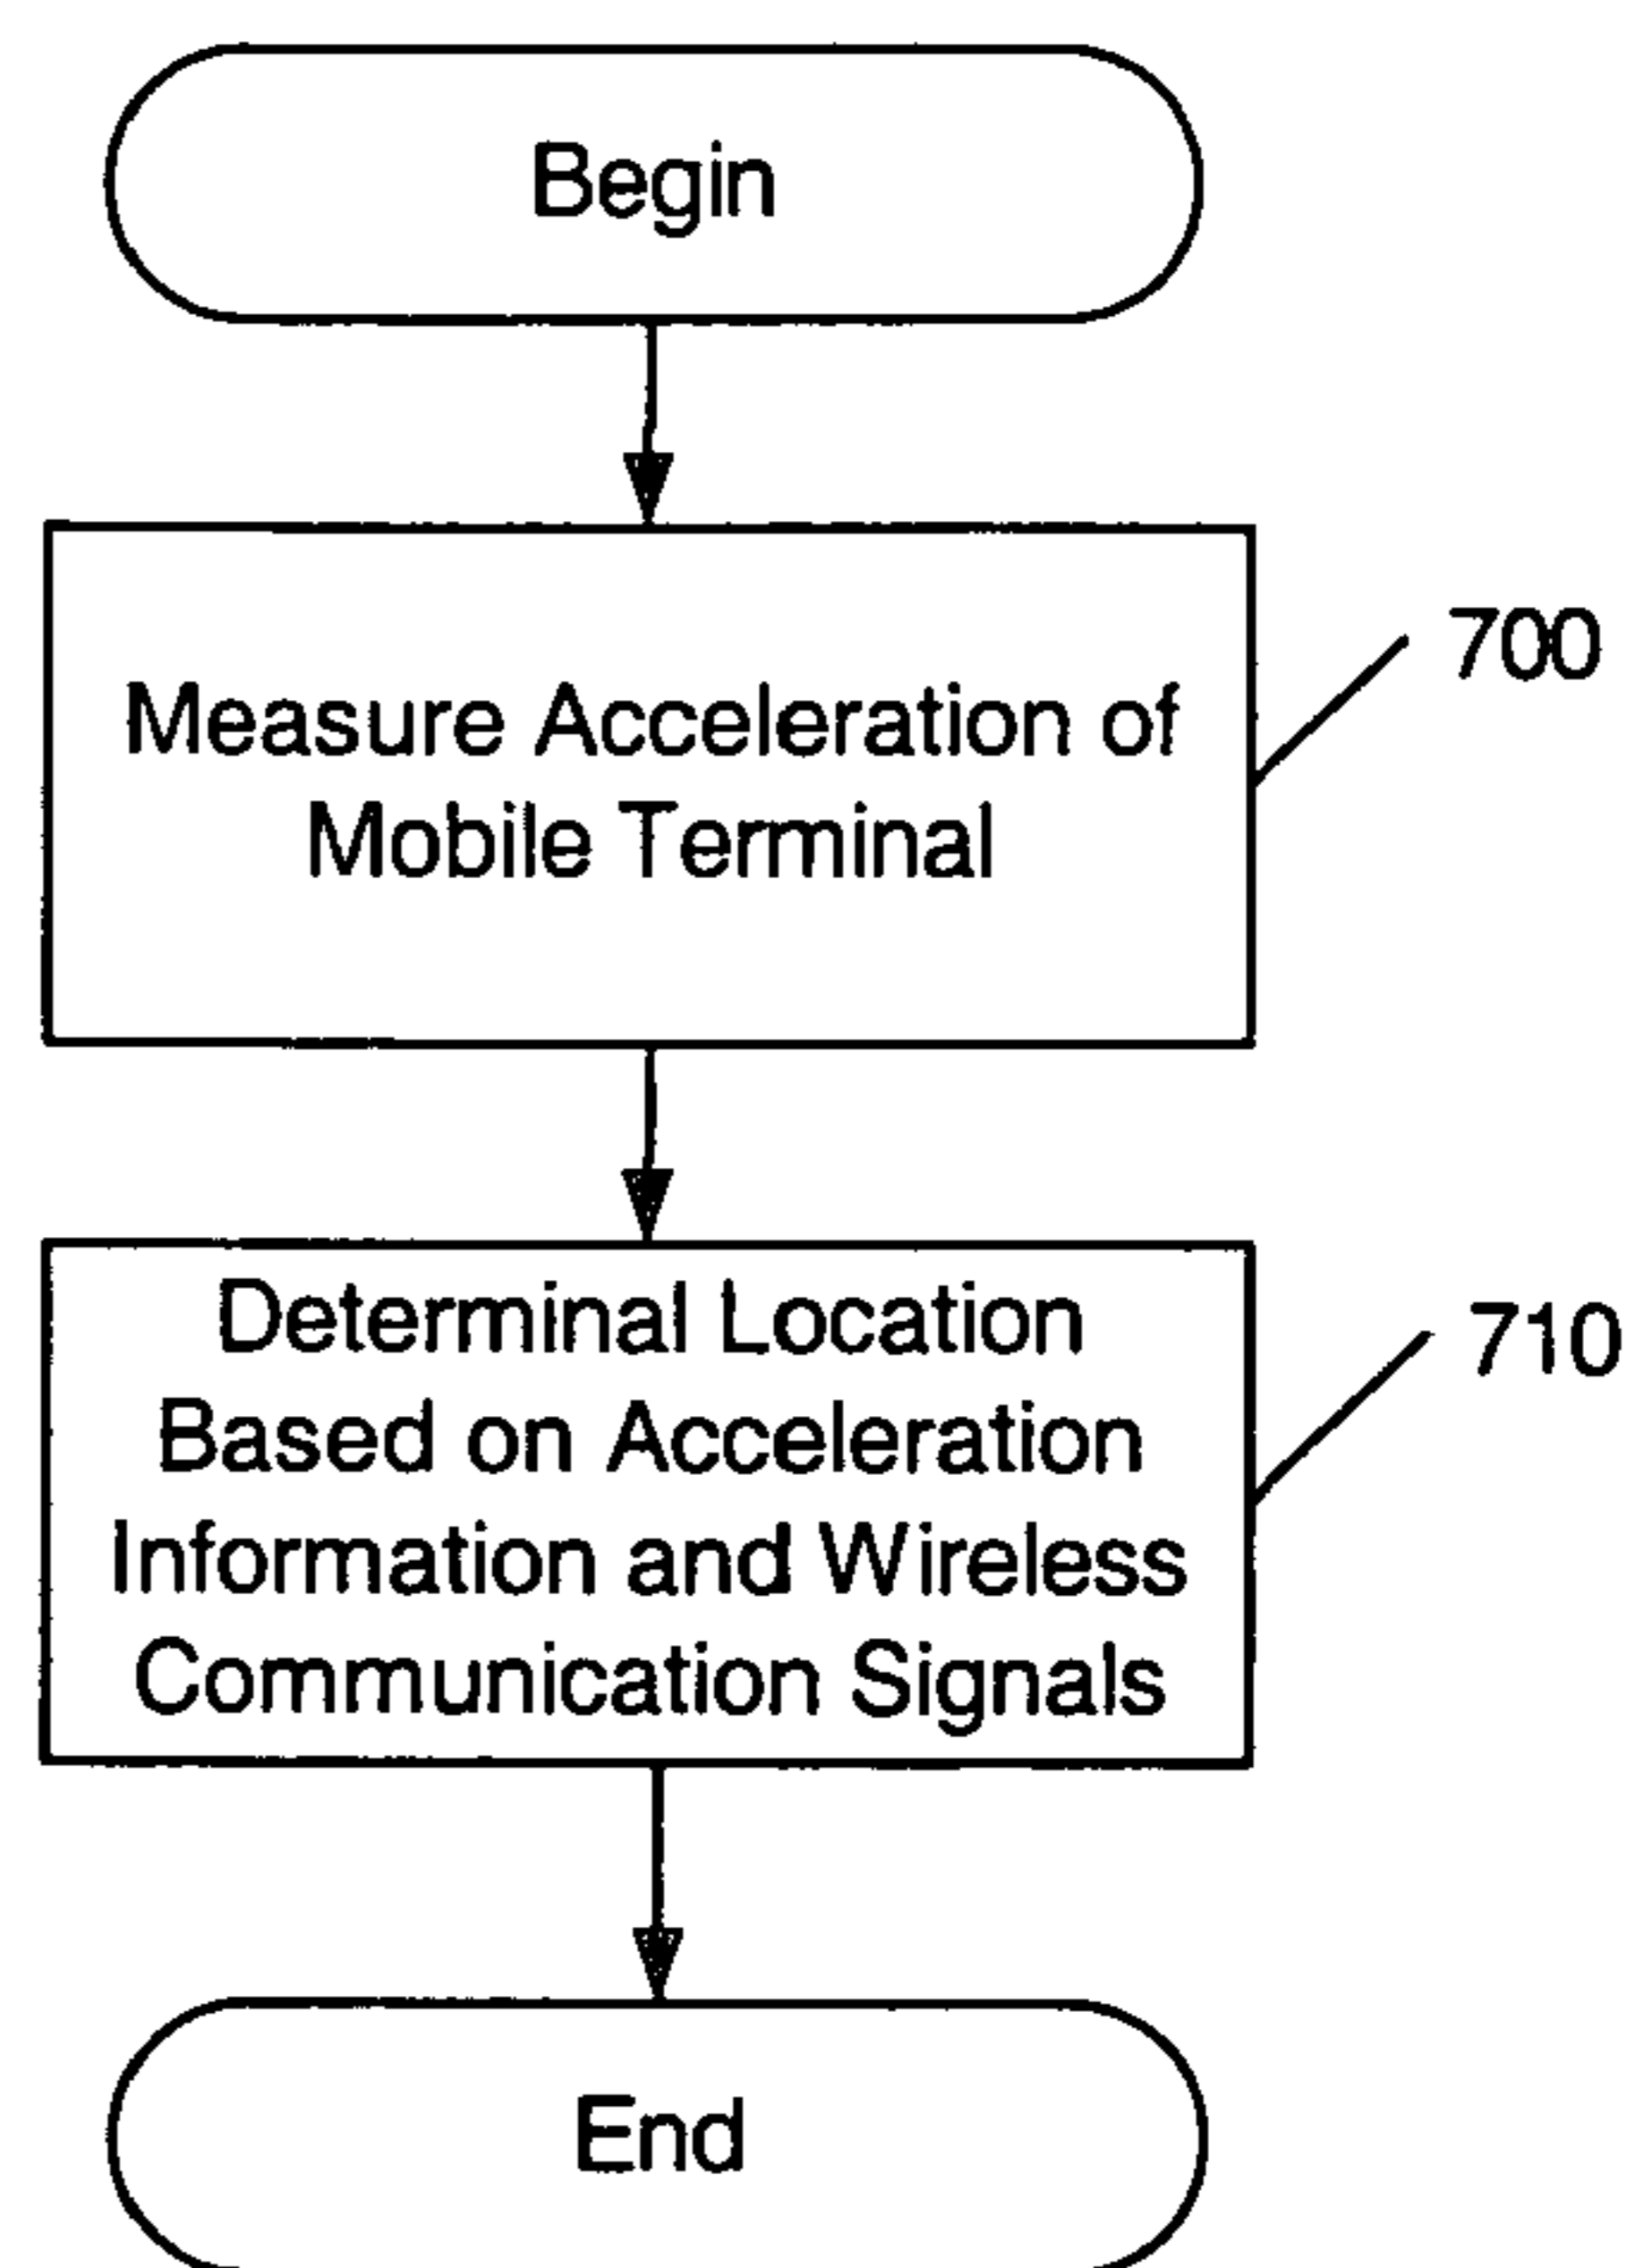 Begin
700
Measure Acceleration of
Mobile Terminal
Determinal Location
710
Based on Acceleration
Information and Wireless
Communication Signals
End